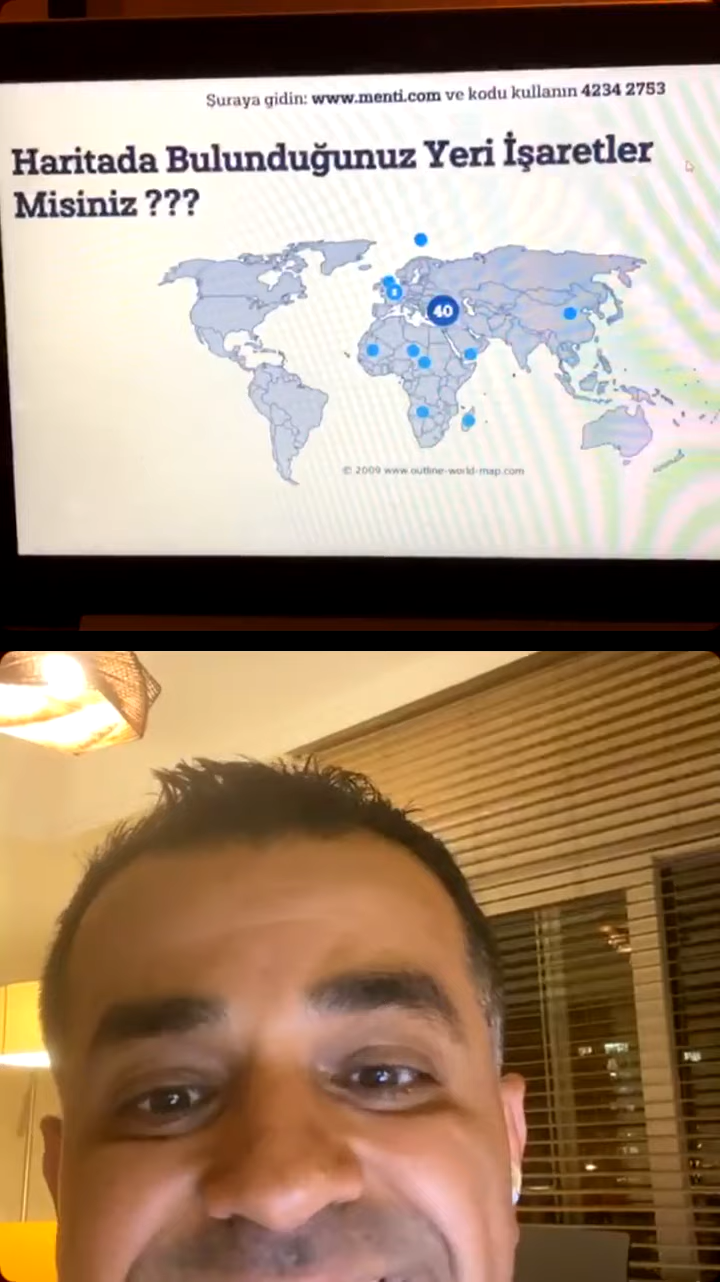 Şuraya gidin: www.menti.com ve kodu kullanın 4234 2753
Haritada Bulunduğunuz Yeri İşaretler
Misiniz ???
40
© 2009 www.outline-world-map.com